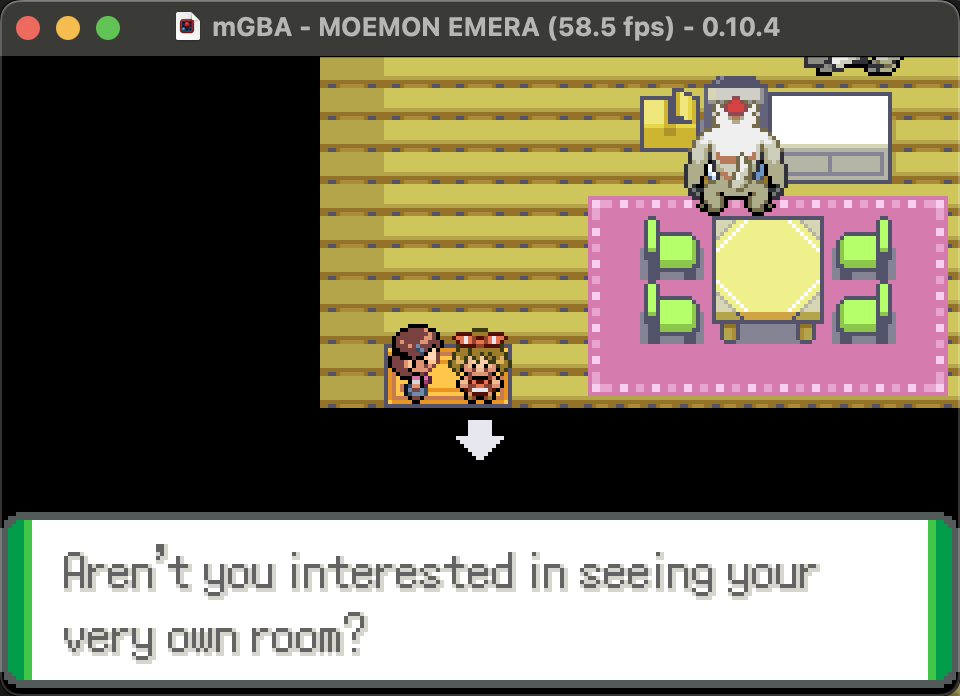 mGBA - MOEMON EMERA (58.5 fps) - 0.10.4
Aren't you interested in seeing your
very own room?